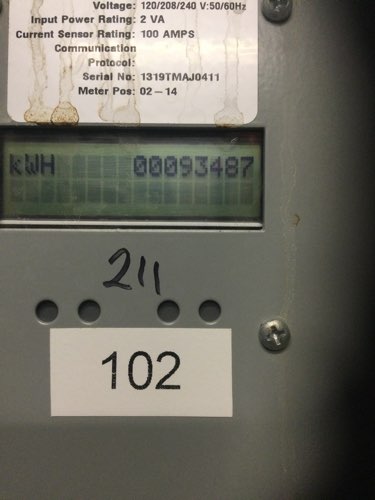 Voltage: 120/208/240 V:50/60Hz
Input Power Rating: 2 VA
Current Sensor Rating: 100 AMPS
Communication
Protocol:
Serial No: 1319TMAJ0411
Meter Pos: 02 - 14
kWH 00093487
211
102